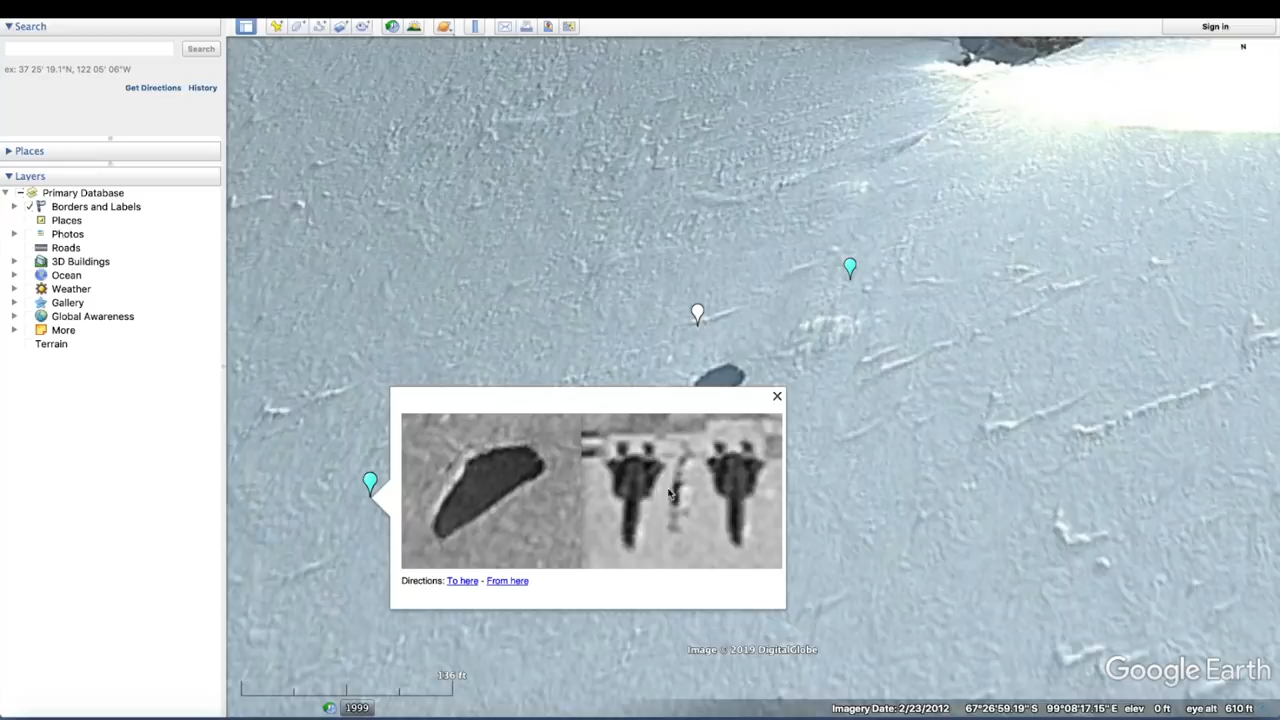 Search
Sign in
Search
N
ex: 37 25' 19.1"N, 122 05' 06"W
Get Directions History
Places
Layers
Primary Database
Borders and Labels
Places
Photos
Roads
3D Buildings
Ocean
Weather
Gallery
Global Awareness
More
Terrain
Directions: To here - From here
Image © 2019 DigitalGlobe
Google Earth
136 ft
1999
Imagery Date: 2/23/2012 67°26'59.19" S 99°08'17.15" E elev 0 ft eye alt 610 ft